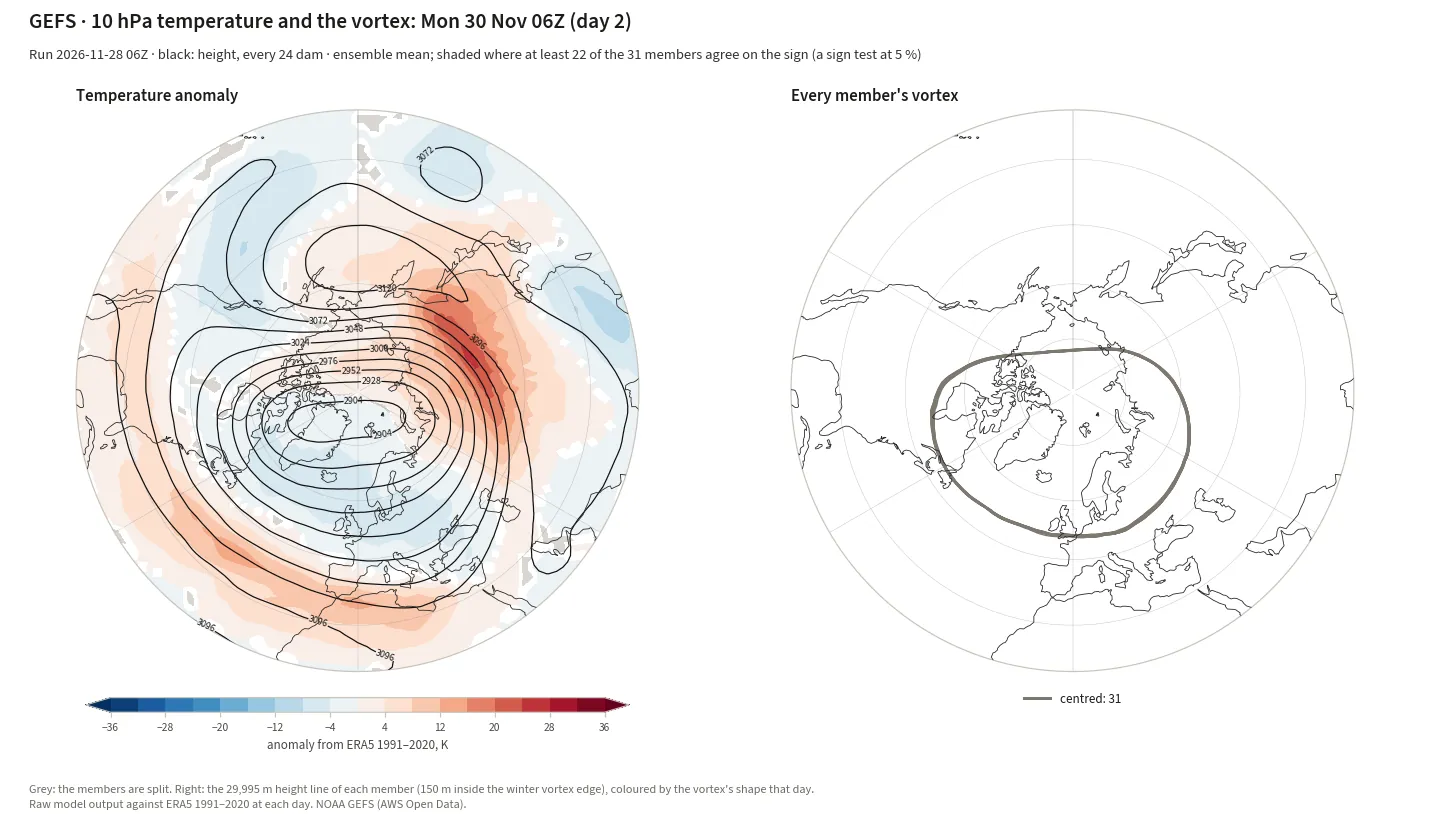 GEFS · 10 hPa temperature and the vortex: Mon 30 Nov 06Z (day 2)
Run 2026-11-28 06Z · black: height, every 24 dam · ensemble mean; shaded where at least 22 of the 31 members agree on the sign (a sign test at 5 %)
Temperature anomaly
Every member's vortex
3072
3120
3072
3048
3024
3000
3096
2976
2952
2928
2904
2904
3096
3096
3096
centred: 31
−36 −28 −20 −12 −4 4 12 20 28 36
anomaly from ERA5 1991–2020, K
Grey: the members are split. Right: the 29,995 m height line of each member (150 m inside the winter vortex edge), coloured by the vortex's shape that day.
Raw model output against ERA5 1991–2020 at each day. NOAA GEFS (AWS Open Data).